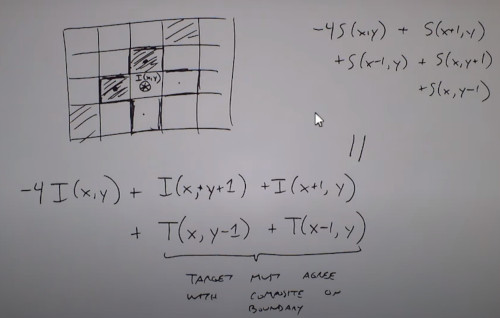 -4S(x,y) + S(x+1,y)
+S(x-1,y) + S(x,y+1)
+S(x,y-1)
I(x,y)
||
-4I(x,y) + I(x,+y+1) +I(x+1,y)
+ T(x,y-1) + T(x-1,y)
TARGET MUST AGREE
WITH COMPOSITE ON
BOUNDARY